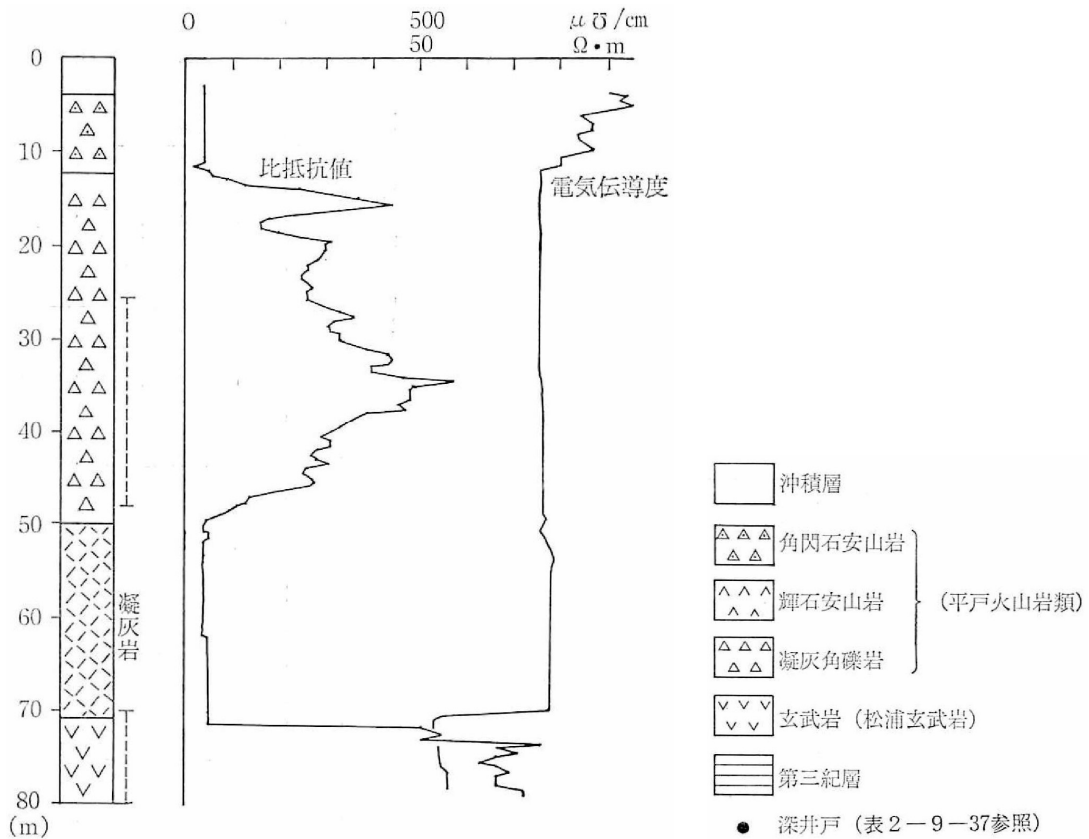 0 500 μ℧/cm
50 Ω・m
0
10
20
30
40
50
60
70
80
(m)
比抵抗値
電気伝導度
凝灰岩
沖積層
角閃石安山岩
輝石安山岩
(平戸火山岩類)
凝灰角礫岩
玄武岩 (松浦玄武岩)
第三紀層
深井戸 (表2-9-37参照)